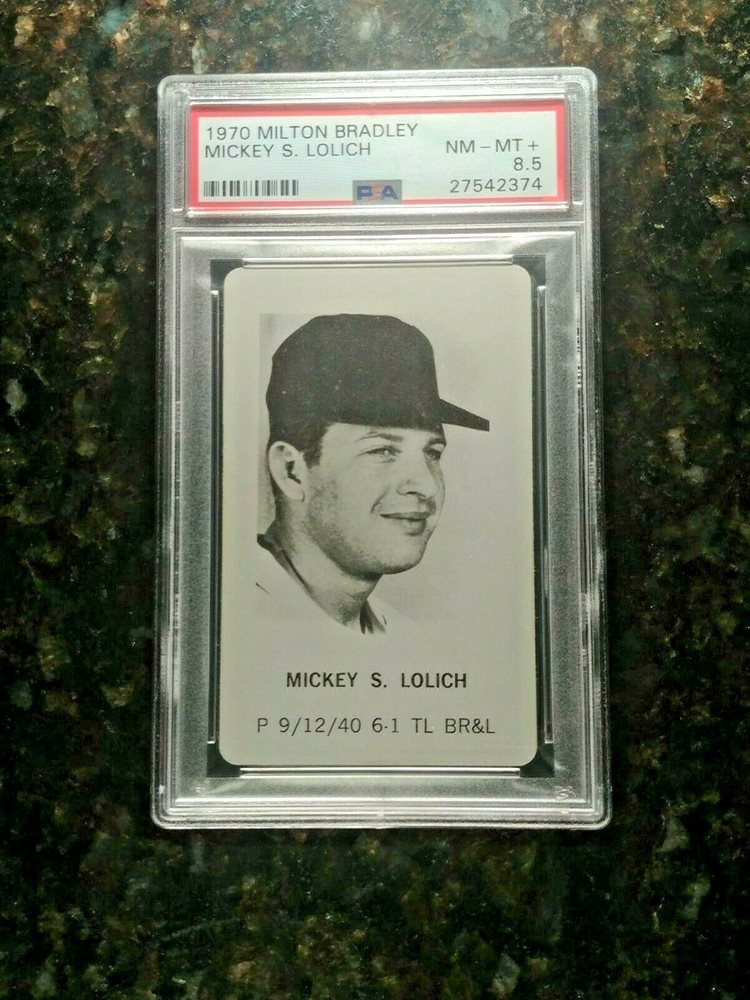 1970 MILTON BRADLEY
MICKEY S. LOLICH
NM-MT+
8.5
PSA
27542374
MICKEY S. LOLICH
P 9/12/40 6-1 TL BR&L